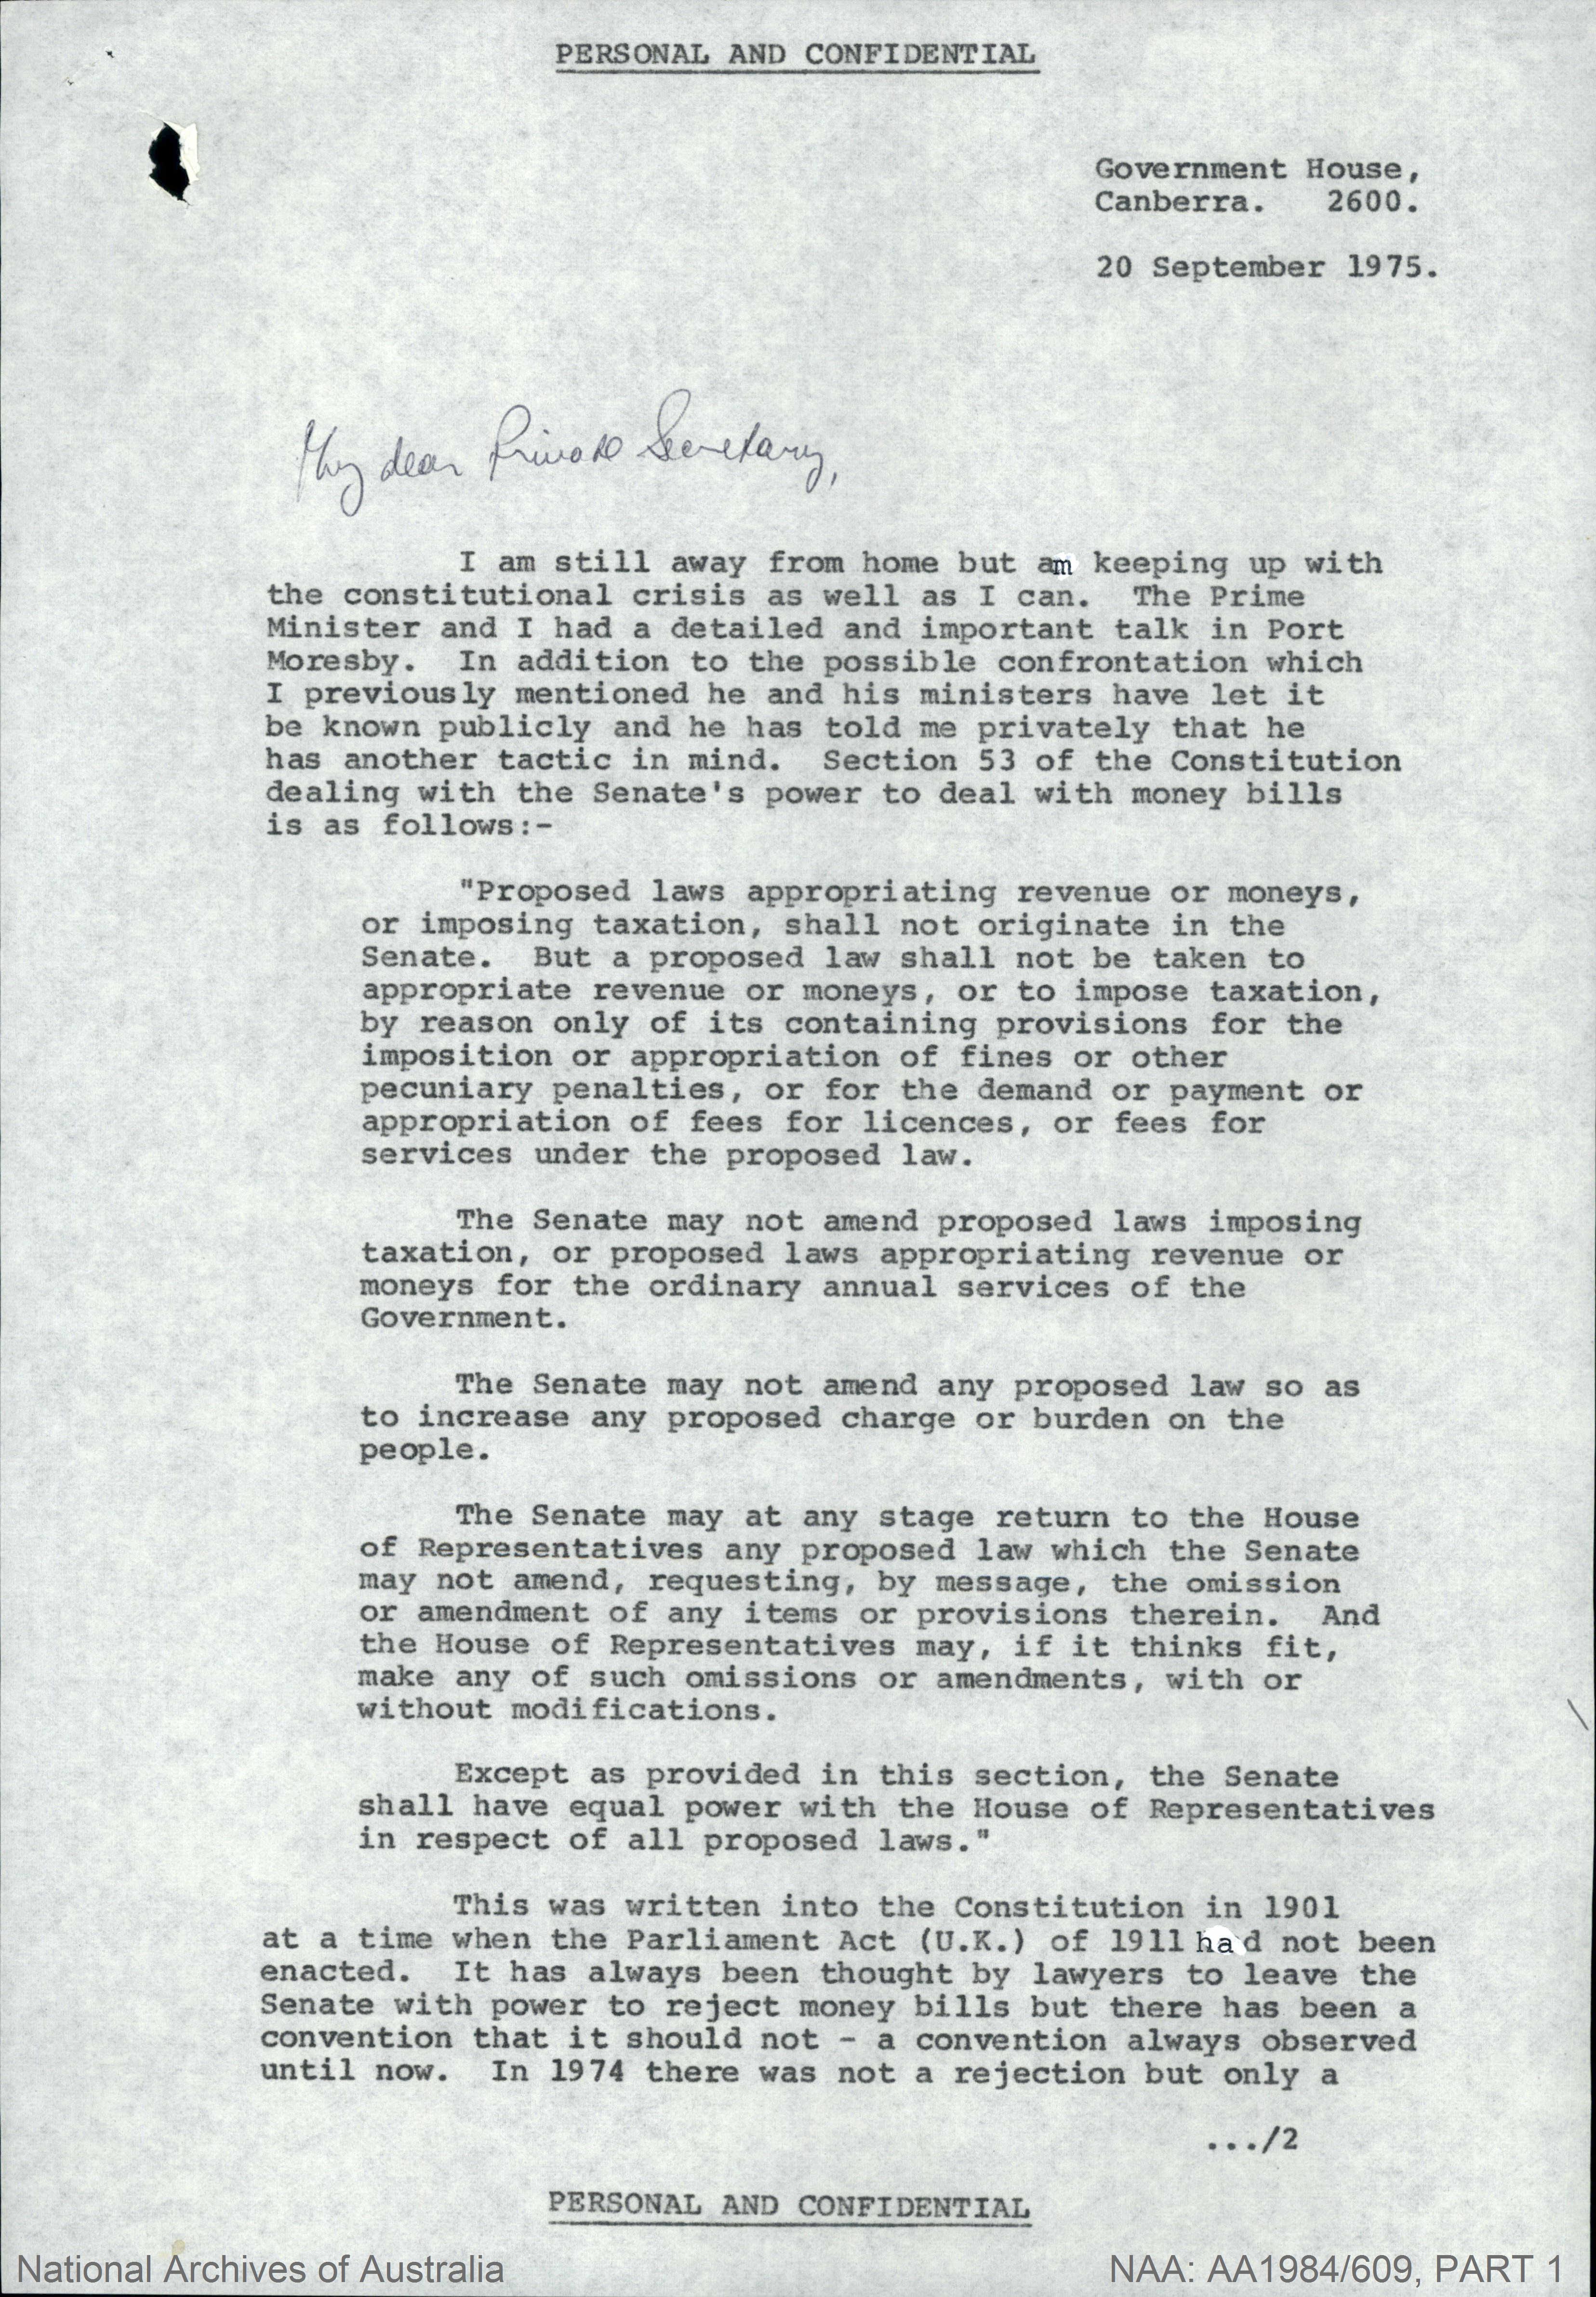 PERSONAL AND CONFIDENTIAL
Government House,
Canberra. 2600.
20 September 1975.
My dear Private Secretary,
I am still away from home but am keeping up with
the constitutional crisis as well as I can. The Prime
Minister and I had a detailed and important talk in Port
Moresby. In addition to the possible confrontation which
I previously mentioned he and his ministers have let it
be known publicly and he has told me privately that he
has another tactic in mind. Section 53 of the Constitution
dealing with the Senate's power to deal with money bills
is as follows:-
"Proposed laws appropriating revenue or moneys,
or imposing taxation, shall not originate in the
Senate. But a proposed law shall not be taken to
appropriate revenue or moneys, or to impose taxation,
by reason only of its containing provisions for the
imposition or appropriation of fines or other
pecuniary penalties, or for the demand or payment or
appropriation of fees for licences, or fees for
services under the proposed law.
The Senate may not amend proposed laws imposing
taxation, or proposed laws appropriating revenue or
moneys for the ordinary annual services of the
Government.
The Senate may not amend any proposed law so as
to increase any proposed charge or burden on the
people.
The Senate may at any stage return to the House
of Representatives any proposed law which the Senate
may not amend, requesting, by message, the omission
or amendment of any items or provisions therein. And
the House of Representatives may, if it thinks fit,
make any of such omissions or amendments, with or
without modifications.
Except as provided in this section, the Senate
shall have equal power with the House of Representatives
in respect of all proposed laws."
This was written into the Constitution in 1901
at a time when the Parliament Act (U.K.) of 1911 had not been
enacted. It has always been thought by lawyers to leave the
Senate with power to reject money bills but there has been a
convention that it should not - a convention always observed
until now. In 1974 there was not a rejection but only a
.../2
PERSONAL AND CONFIDENTIAL
National Archives of Australia
NAA: AA1984/609, PART 1